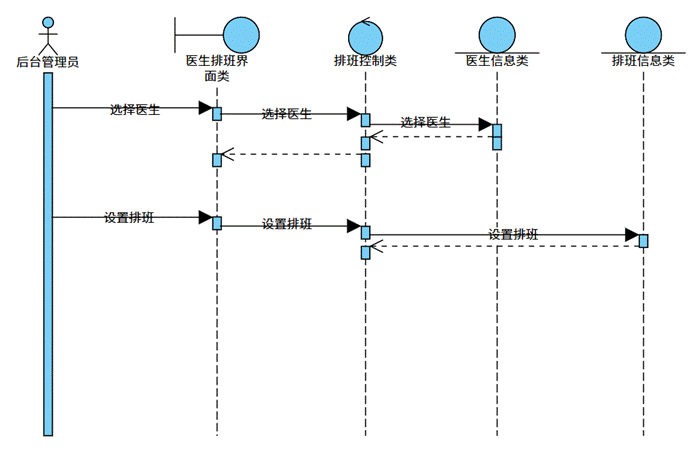 后台管理员
医生排班界
面类
排班控制类
医生信息类
排班信息类
选择医生
选择医生
选择医生
设置排班
设置排班
设置排班